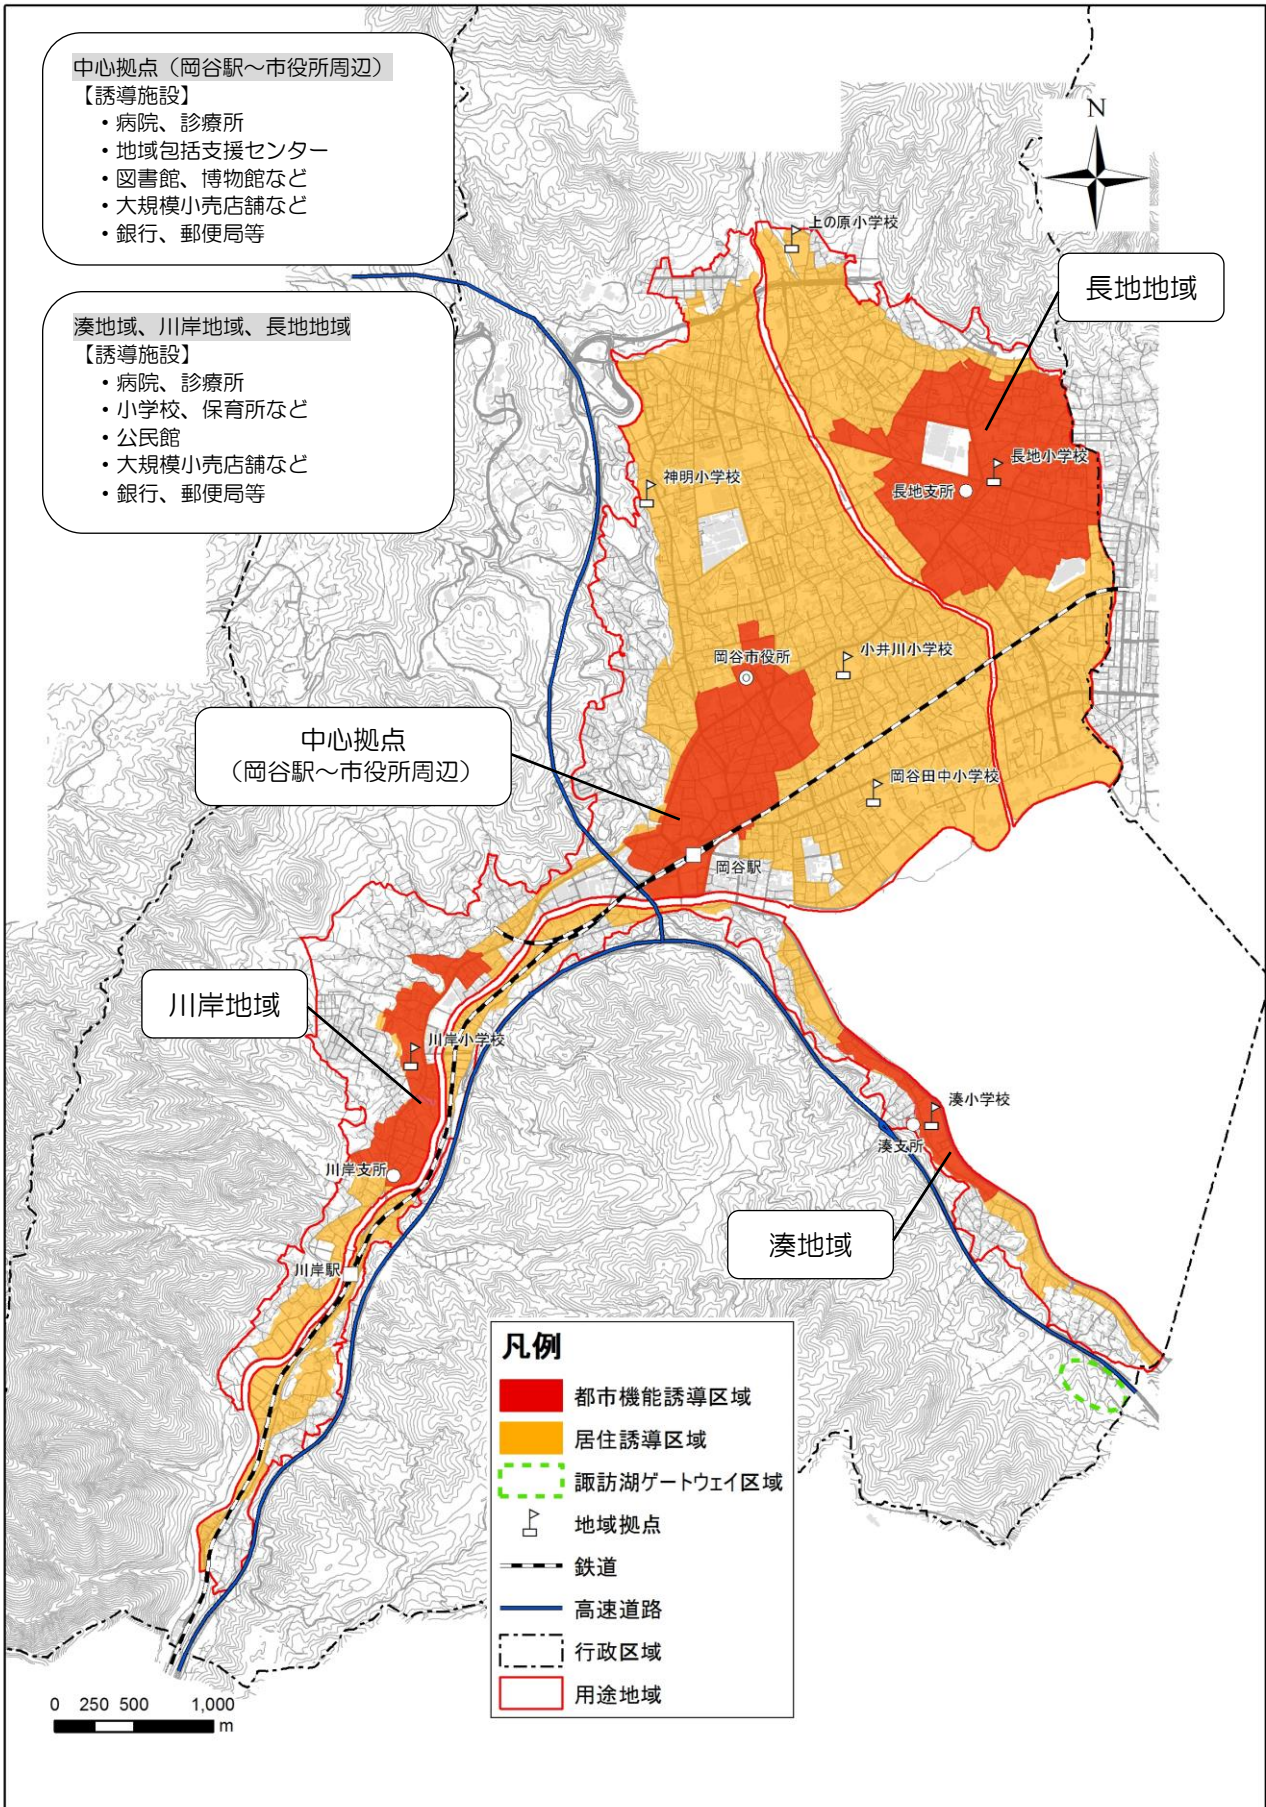 中心拠点（岡谷駅～市役所周辺）
【誘導施設】
・病院、診療所
・地域包括支援センター
・図書館、博物館など
・大規模小売店舗など
・銀行、郵便局等
湊地域、川岸地域、長地地域
【誘導施設】
・病院、診療所
・小学校、保育所など
・公民館
・大規模小売店舗など
・銀行、郵便局等
N
上の原小学校
長地地域
長地小学校
長地支所
神明小学校
岡谷市役所
小井川小学校
中心拠点
（岡谷駅～市役所周辺）
岡谷田中小学校
岡谷駅
川岸地域
川岸小学校
湊小学校
湊支所
川岸支所
湊地域
川岸駅
凡例
都市機能誘導区域
居住誘導区域
諏訪湖ゲートウェイ区域
地域拠点
鉄道
高速道路
行政区域
用途地域
0 250 500 1,000
m